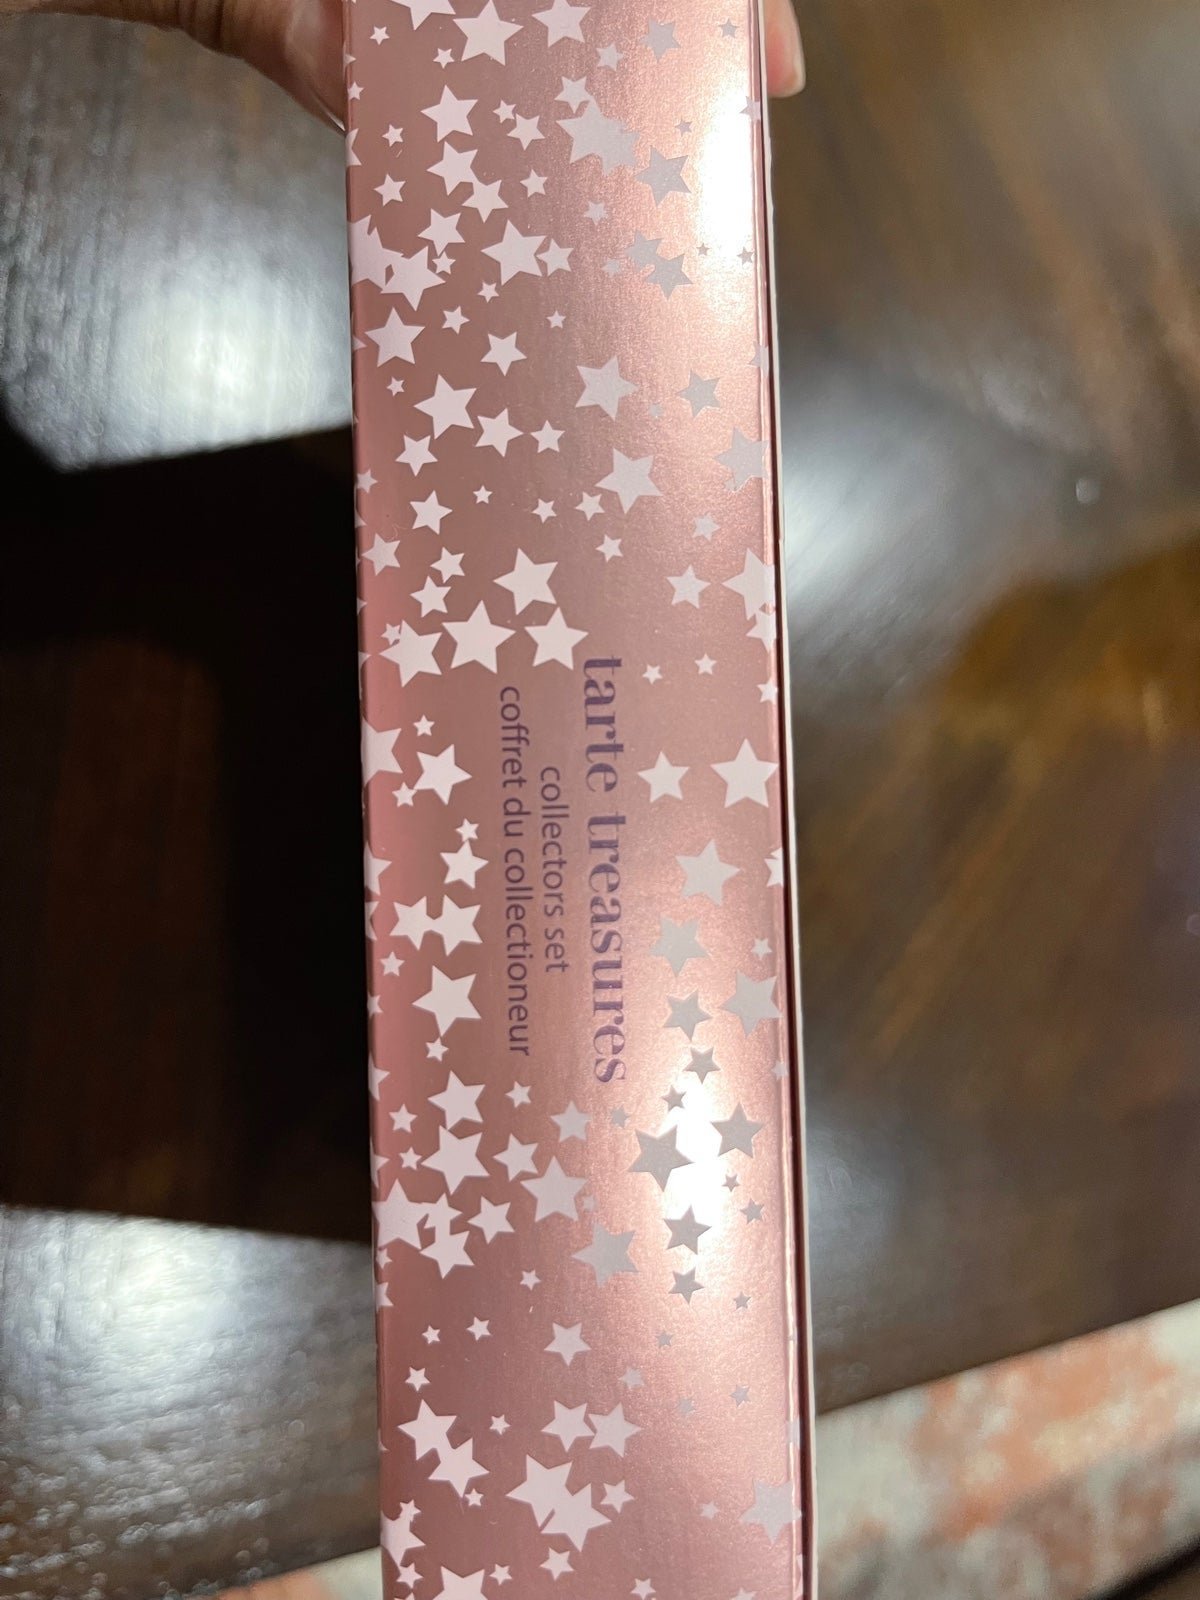 tarte treasures
collectors set
coffret du collectioneur